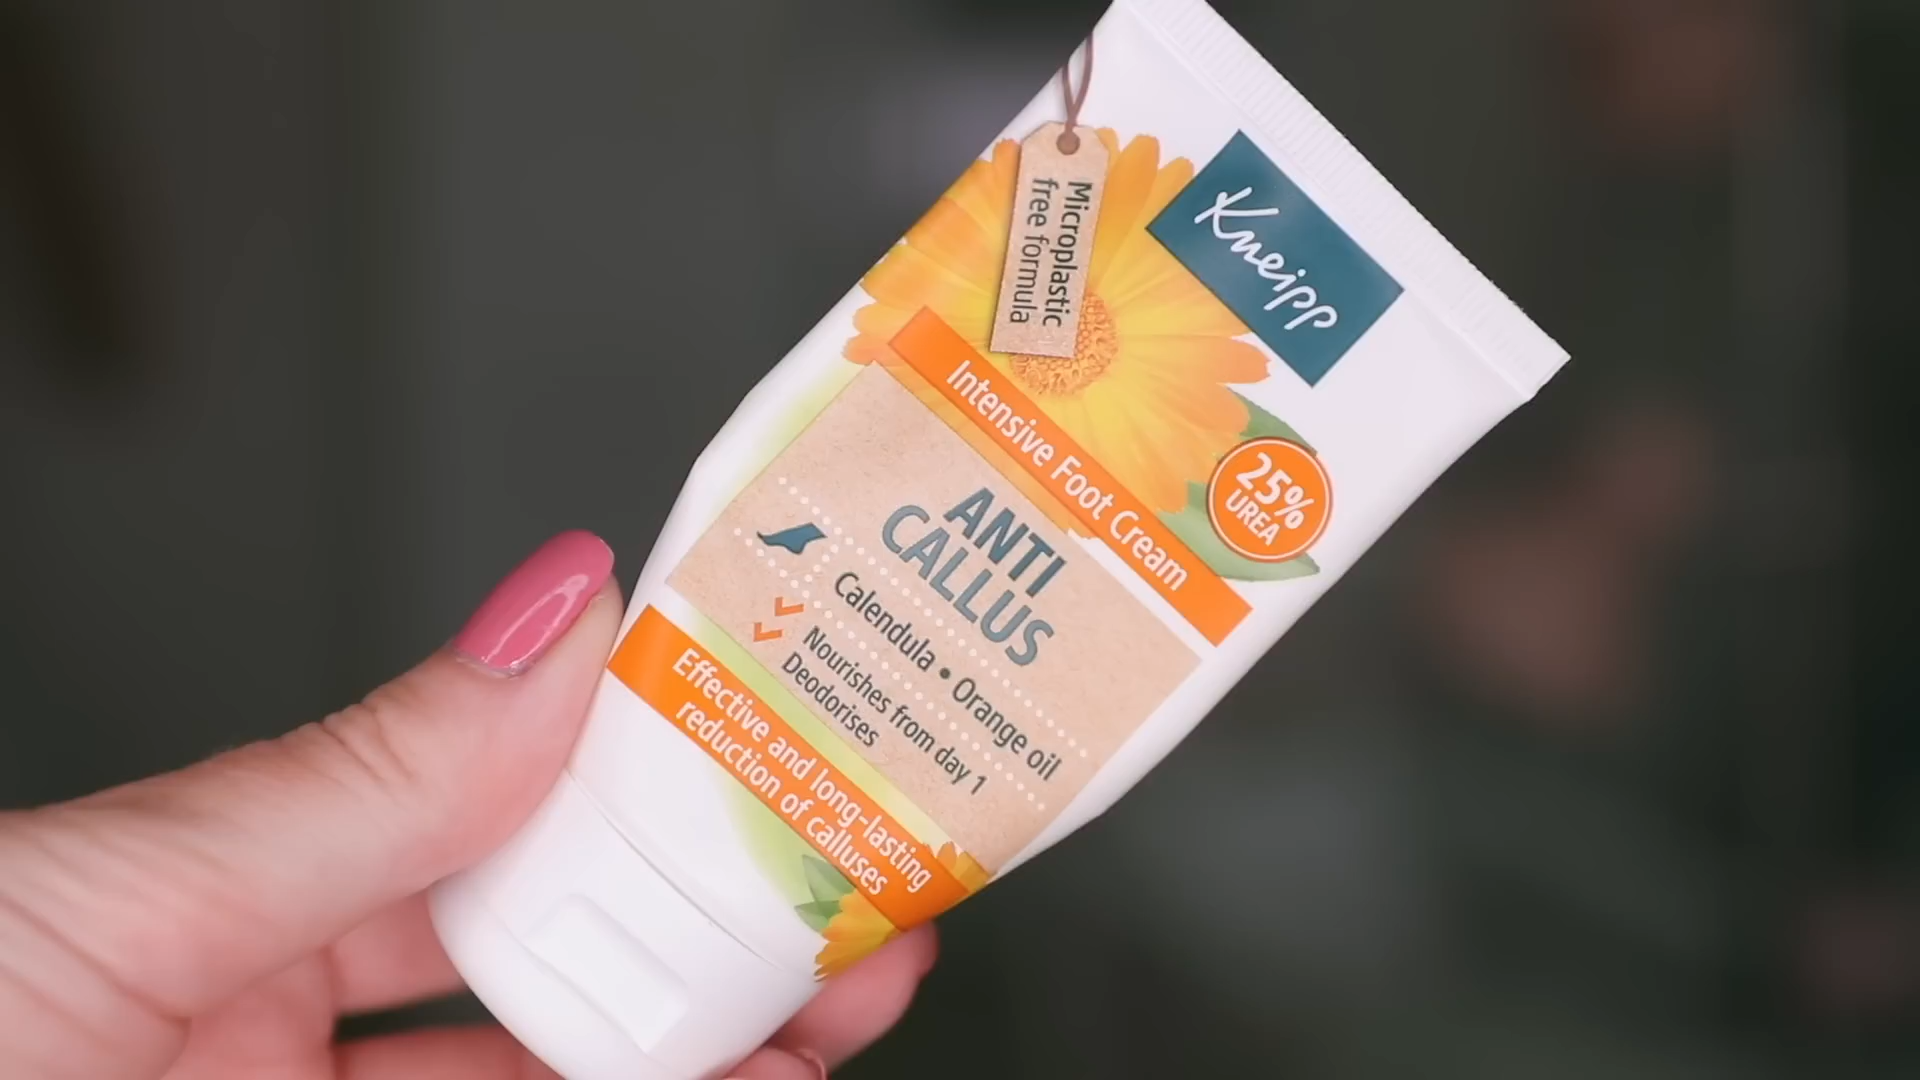 Kneipp
Microplastic
free formula
Intensive Foot Cream
25%
UREA
ANTI
CALLUS
Calendula • Orange oil
Nourishes from day 1
Deodorises
Effective and long-lasting
reduction of calluses